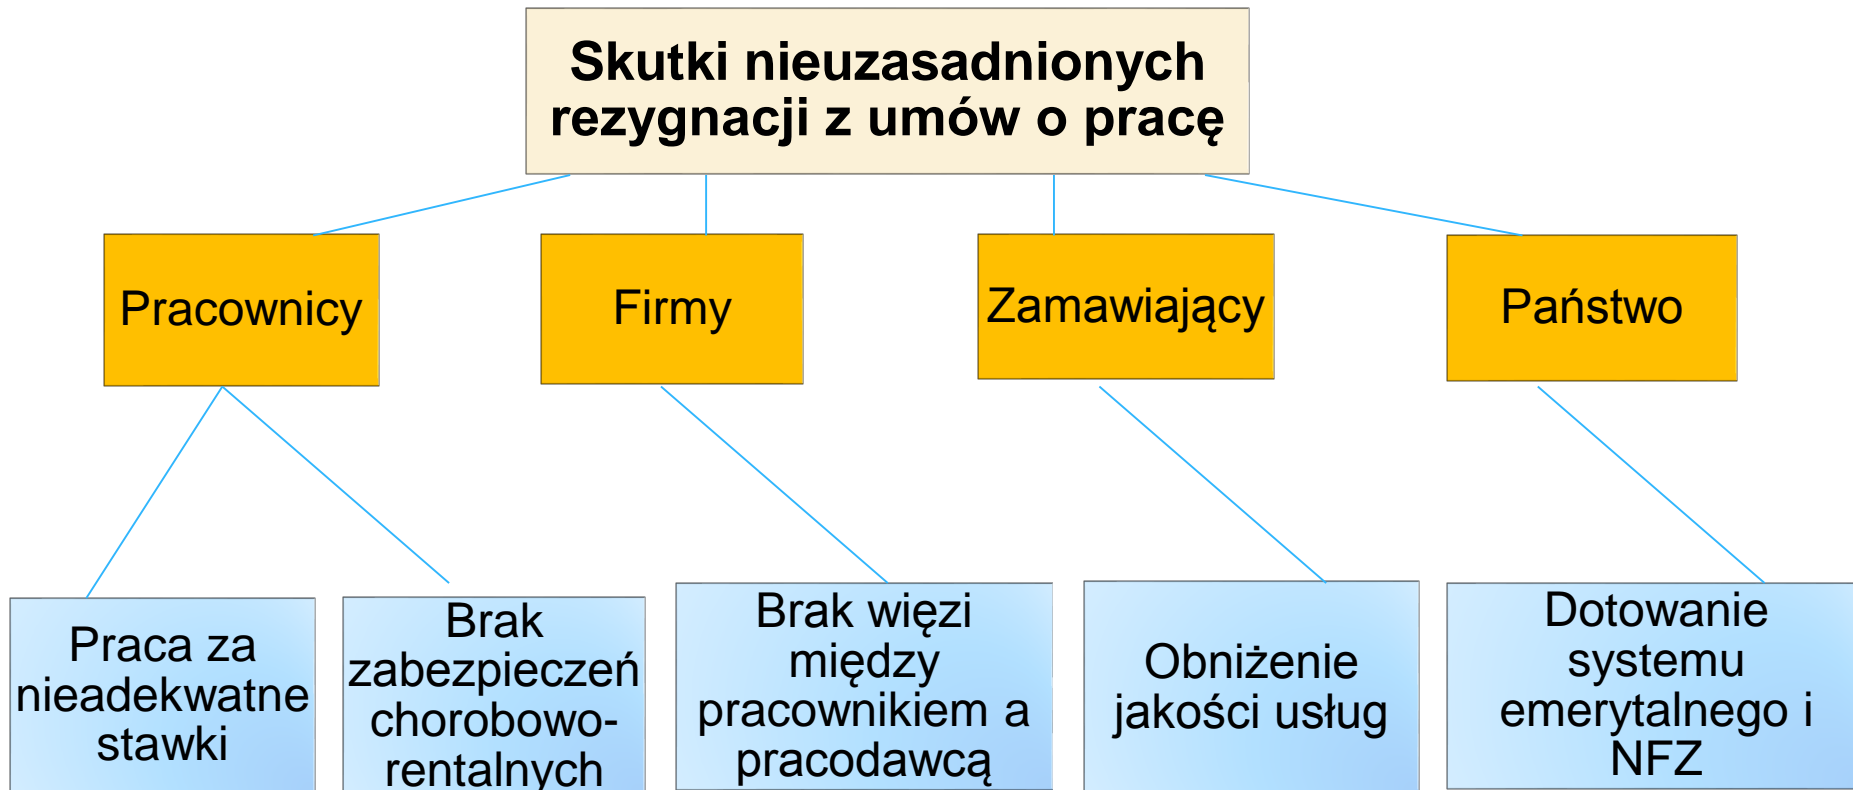 Skutki nieuzasadnionych
rezygnacji z umów o pracę
Pracownicy
Firmy
Zamawiający
Państwo
Praca za
nieadekwatne
stawki
Brak
zabezpieczeń
chorobowo-
rentalnych
Brak więzi
między
pracownikiem a
pracodawcą
Obniżenie
jakości usług
Dotowanie
systemu
emerytalnego i
NFZ